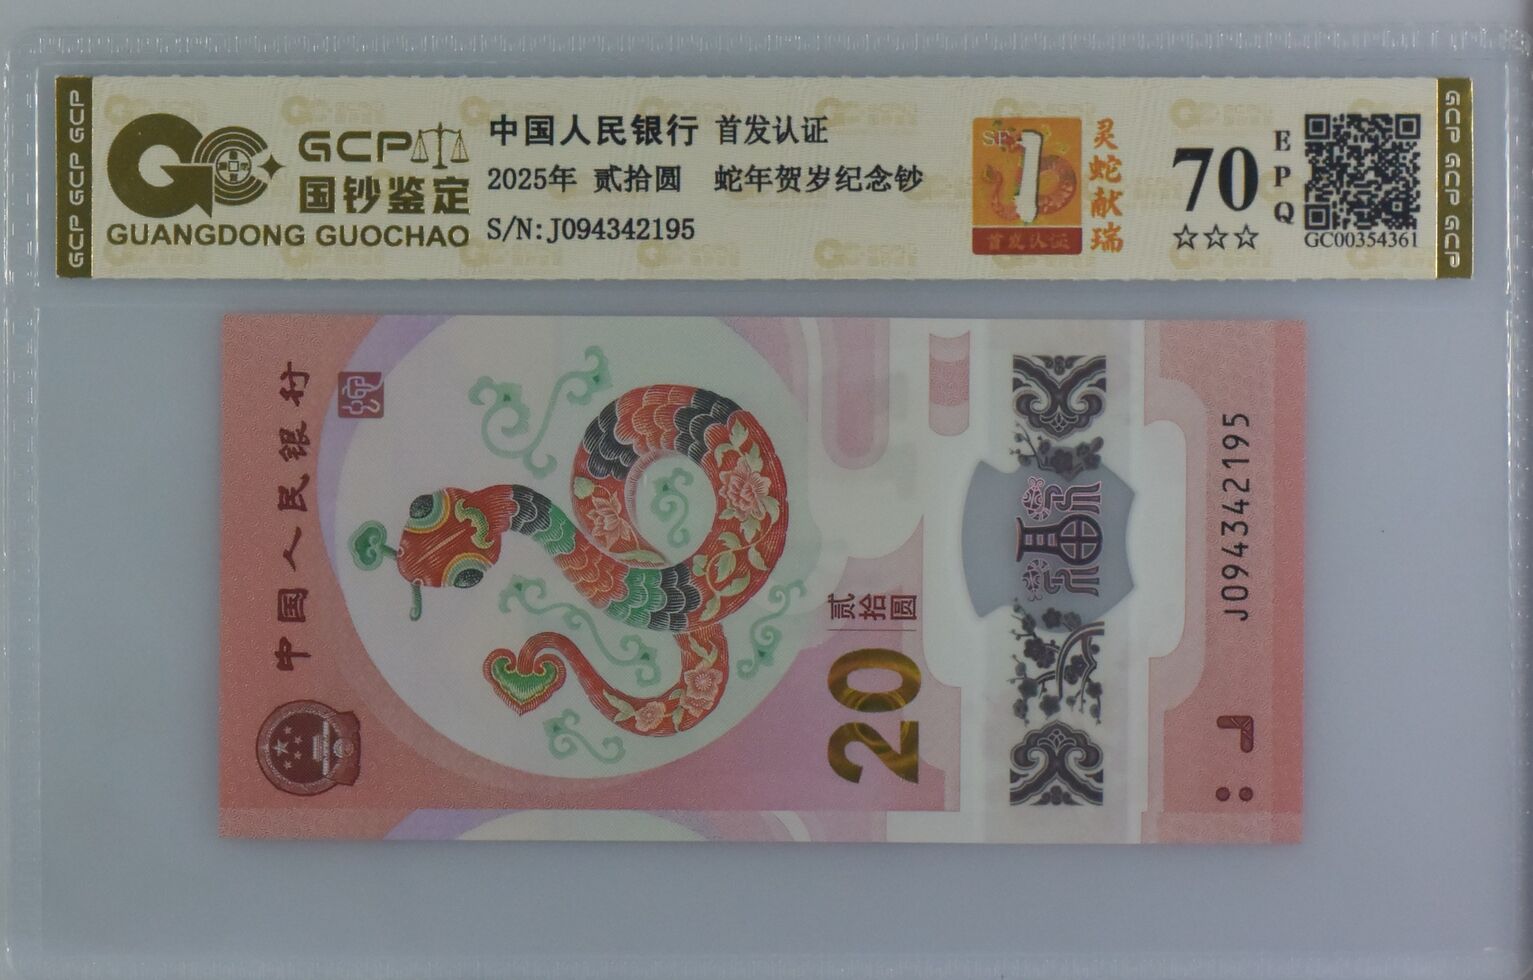 GCP GCP GCP
GCP
国钞鉴定
GUANGDONG GUOCHAO
中国人民银行 首发认证
2025年 贰拾圆 蛇年贺岁纪念钞
S/N:J094342195
1
首发认证
灵蛇献瑞
70
EPQ
☆☆☆
GC00354361
GCP GCP GCP
中国人民银行
贰拾圆
20
J094342195